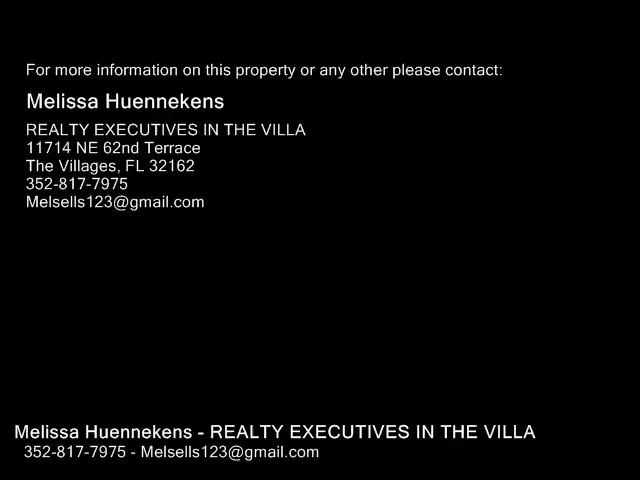 For more information on this property or any other please contact:
Melissa Huennekens
REALTY EXECUTIVES IN THE VILLA
11714 NE 62nd Terrace
The Villages, FL 32162
352-817-7975
Melsells123@gmail.com
Melissa Huennekens - REALTY EXECUTIVES IN THE VILLA
352-817-7975 - Melsells123@gmail.com